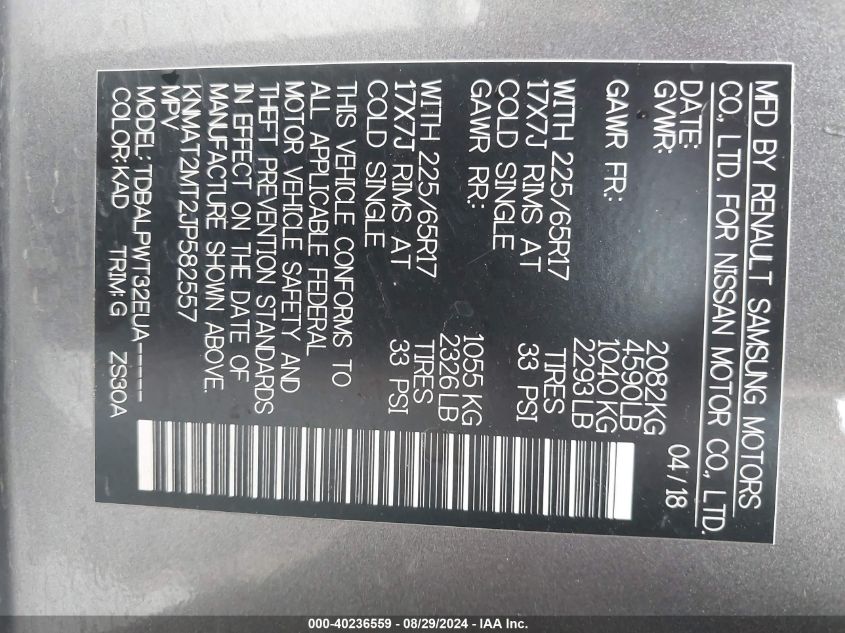 MFD BY RENAULT SAMSUNG MOTORS
CO., LTD. FOR NISSAN MOTOR CO., LTD.
DATE: 04/18
GVWR: 2082KG
4590LB
GAWR FR: 1040 KG
2293LB
WITH 225/65R17 TIRES
17X7J RIMS AT 33 PSI
COLD SINGLE
GAWR RR: 1055 KG
2326LB
WITH 225/65R17 TIRES
17X7J RIMS AT 33 PSI
COLD SINGLE
THIS VEHICLE CONFORMS TO
ALL APPLICABLE FEDERAL
MOTOR VEHICLE SAFETY AND
THEFT PREVENTION STANDARDS
IN EFFECT ON THE DATE OF
MANUFACTURE SHOWN ABOVE.
KNMAT2MT2JP582557
MPV
MODEL: TDBALPWT32EUA-----
COLOR: KAD TRIM: G ZS30A
000-40236559 - 08/29/2024 - IAA Inc.